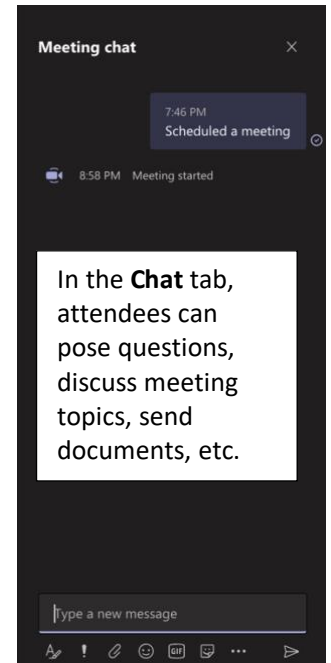 Meeting chat
7:46 PM
Scheduled a meeting
8:58 PM Meeting started
In the Chat tab,
attendees can
pose questions,
discuss meeting
topics, send
documents, etc.
Type a new message
GIF